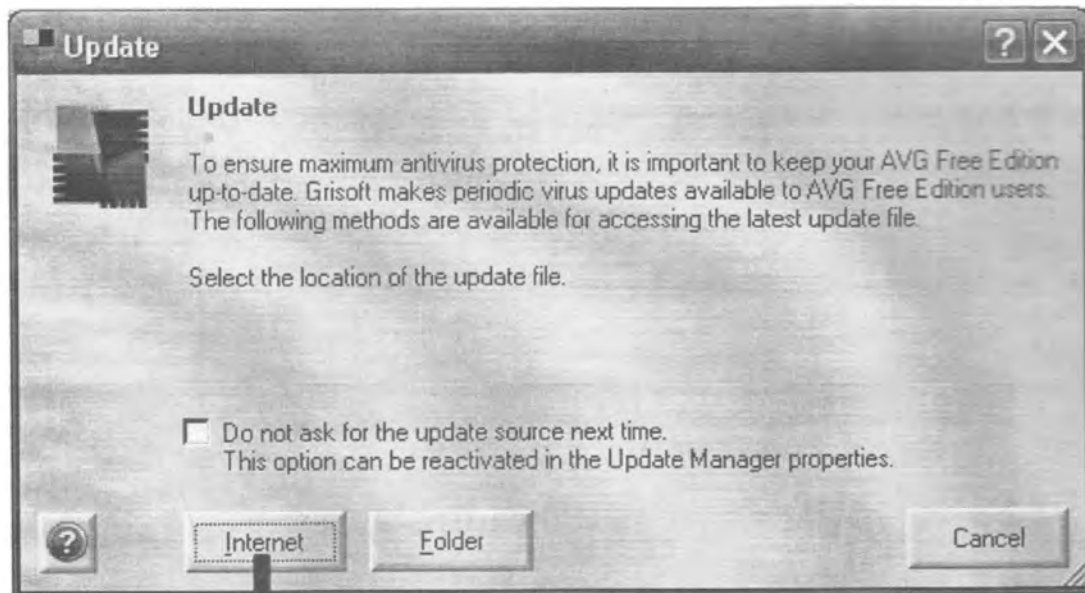 Update
Update
To ensure maximum antivirus protection, it is important to keep your AVG Free Edition
up-to-date. Grisoft makes periodic virus updates available to AVG Free Edition users.
The following methods are available for accessing the latest update file.
Select the location of the update file.
Do not ask for the update source next time.
This option can be reactivated in the Update Manager properties.
Internet Folder Cancel